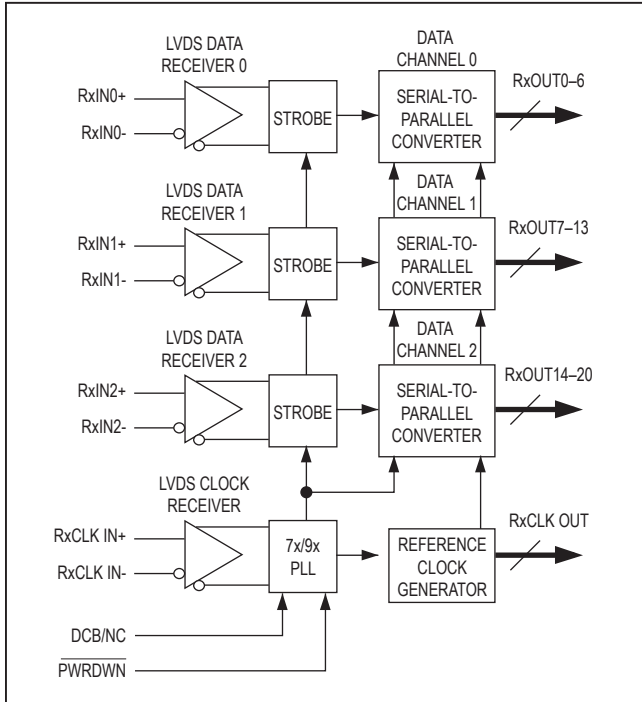 LVDS DATA
RECEIVER 0
DATA
CHANNEL 0
RxIN0+
RxIN0-
STROBE
SERIAL-TO-
PARALLEL
CONVERTER
RxOUT0–6
LVDS DATA
RECEIVER 1
DATA
CHANNEL 1
RxIN1+
RxIN1-
STROBE
SERIAL-TO-
PARALLEL
CONVERTER
RxOUT7–13
LVDS DATA
RECEIVER 2
DATA
CHANNEL 2
RxIN2+
RxIN2-
STROBE
SERIAL-TO-
PARALLEL
CONVERTER
RxOUT14–20
LVDS CLOCK
RECEIVER
RxCLK IN+
RxCLK IN-
7x/9x
PLL
REFERENCE
CLOCK
GENERATOR
RxCLK OUT
DCB/NC
PWRDWN